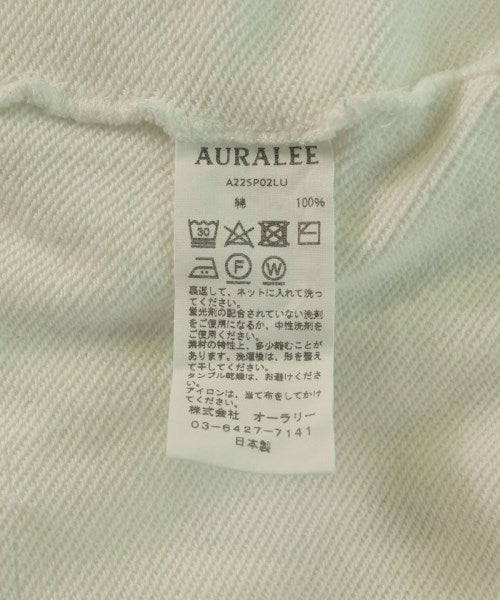 AURALEE
A22SP02LU
綿 100%
30
F W
裏返して、ネットに入れて洗っ
てください。
蛍光剤の配合されていない洗剤
をご使用になるか、中性洗剤を
ご使用ください。
素材の特性上、多少縮むことが
あります。洗濯後は、形を整え
て干してください。
タンブル乾燥は、お避けくださ
い。
アイロンは、当て布をしてかけ
てください。
株式会社 オーラリー
03-6427-7141
日本製